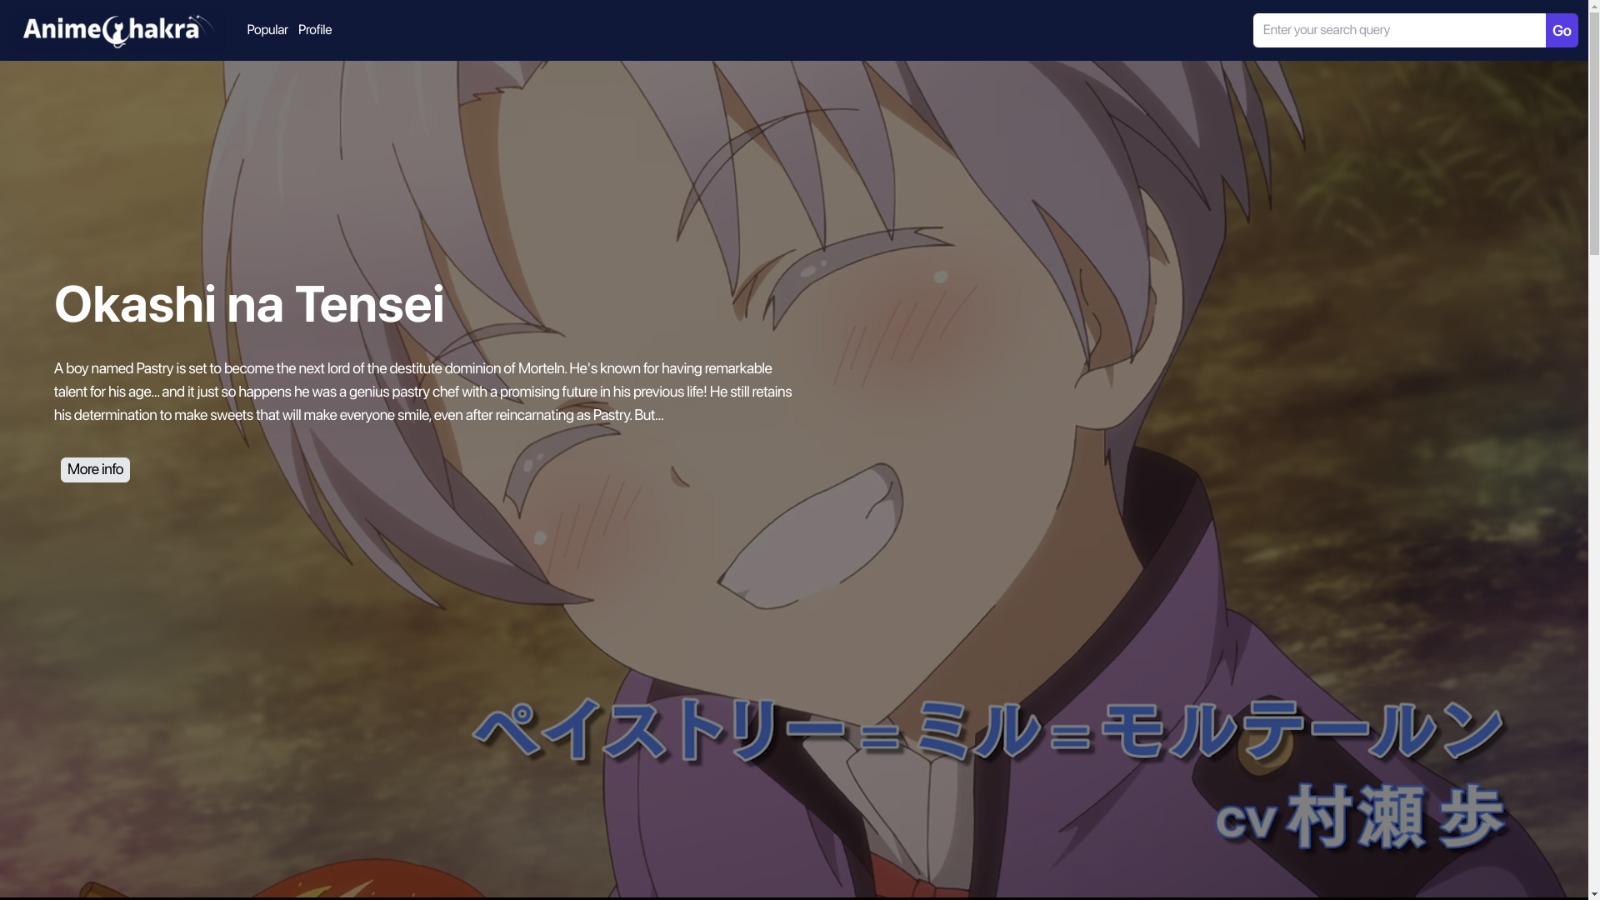 AnimeChakra
Popular Profile
Enter your search query Go
Okashi na Tensei
A boy named Pastry is set to become the next lord of the destitute dominion of Morteln. He's known for having remarkable
talent for his age... and it just so happens he was a genius pastry chef with a promising future in his previous life! He still retains
his determination to make sweets that will make everyone smile, even after reincarnating as Pastry. But...
More info
ペイストリー=ミル=モルテールン
cv 村瀬 歩